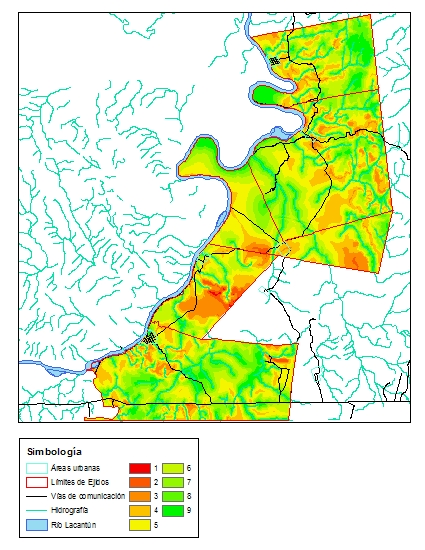 Simbología
Áreas urbanas
Límites de Ejidos
Vías de comunicación
Hidrografía
Río Lacantún
1
2
3
4
5
6
7
8
9